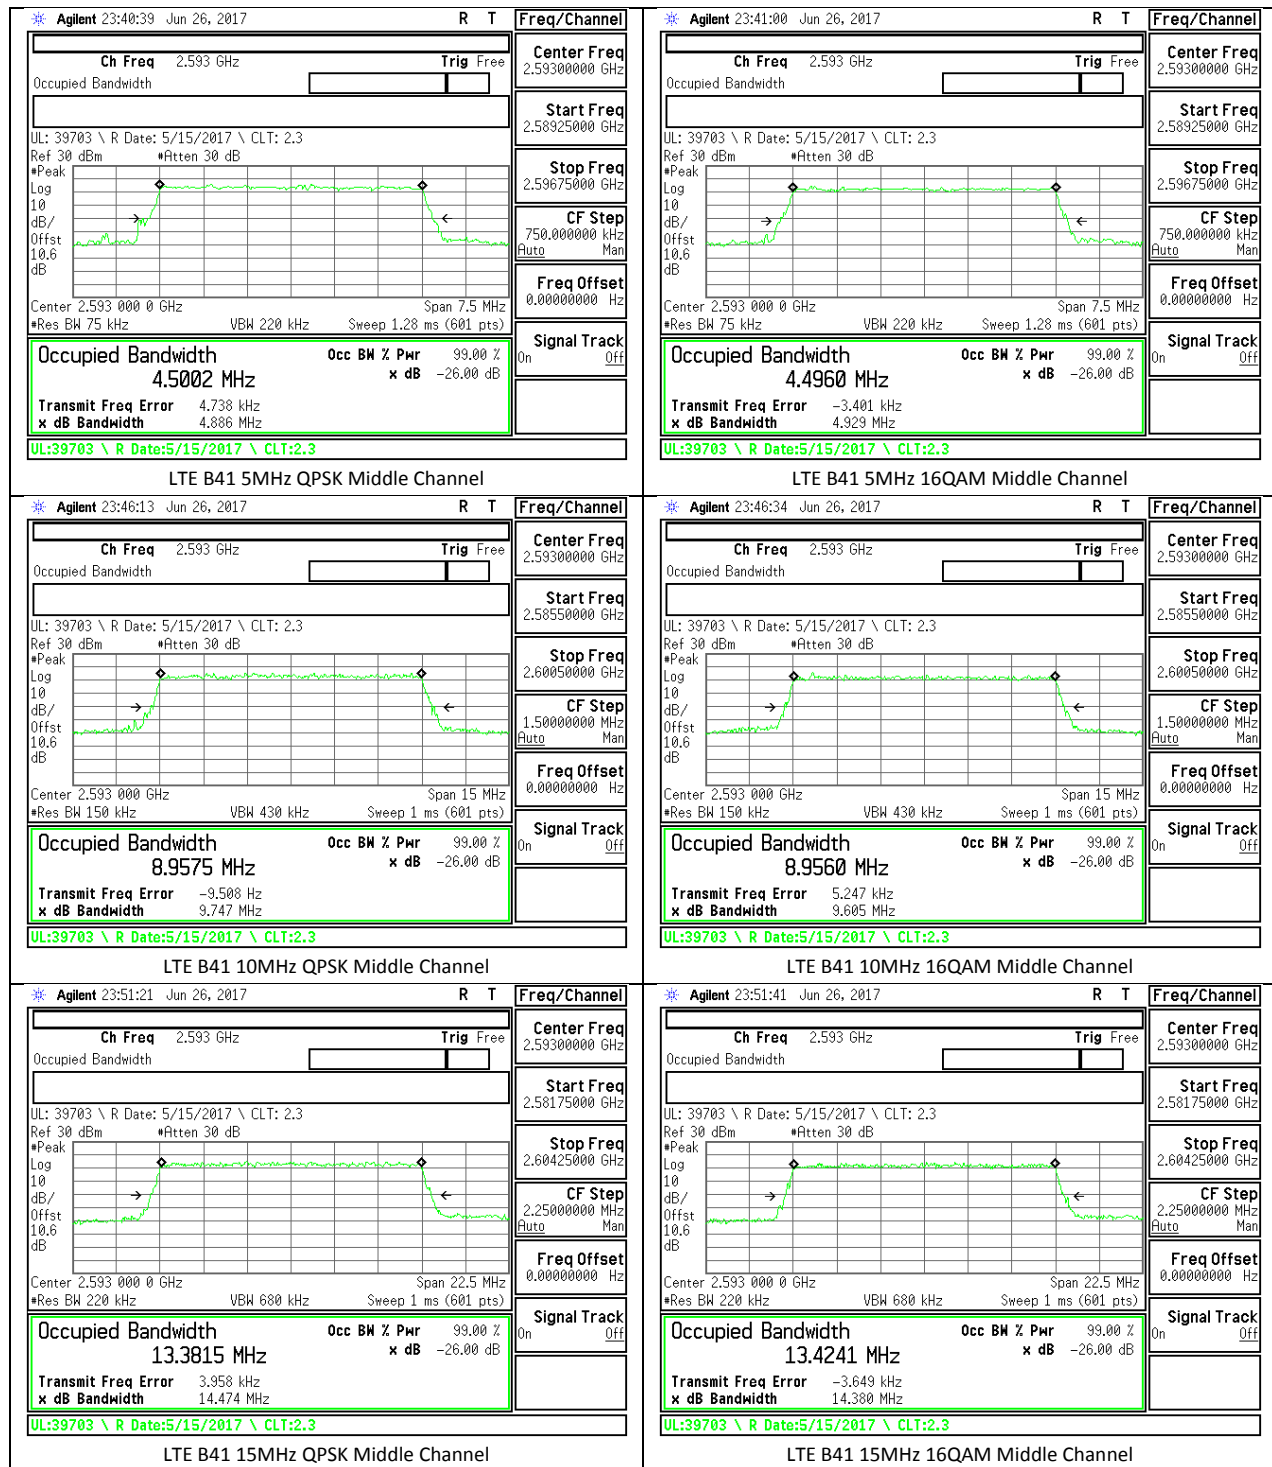 Agilent 23:40:39 Jun 26, 2017 R T Freq/Channel
Ch Freq 2.593 GHz Trig Free
Occupied Bandwidth
Center Freq
2.59300000 GHz
Start Freq
2.58925000 GHz
UL: 39703 \ R Date: 5/15/2017 \ CLT: 2.3
Ref 30 dBm #Atten 30 dB
#Peak
Log
10
dB/
Offst
10.6
dB
Stop Freq
2.59675000 GHz
CF Step
750.000000 kHz
Auto Man
Freq Offset
0.00000000 Hz
Center 2.593 000 0 GHz Span 7.5 MHz
#Res BW 75 kHz VBW 220 kHz Sweep 1.28 ms (601 pts)
Signal Track
On Off
Occupied Bandwidth Occ BW % Pwr 99.00 %
4.5002 MHz x dB -26.00 dB
Transmit Freq Error 4.738 kHz
x dB Bandwidth 4.886 MHz
UL:39703 \ R Date:5/15/2017 \ CLT:2.3
LTE B41 5MHz QPSK Middle Channel
Agilent 23:41:00 Jun 26, 2017 R T Freq/Channel
Ch Freq 2.593 GHz Trig Free
Occupied Bandwidth
Center Freq
2.59300000 GHz
Start Freq
2.58925000 GHz
UL: 39703 \ R Date: 5/15/2017 \ CLT: 2.3
Ref 30 dBm #Atten 30 dB
#Peak
Log
10
dB/
Offst
10.6
dB
Stop Freq
2.59675000 GHz
CF Step
750.000000 kHz
Auto Man
Freq Offset
0.00000000 Hz
Center 2.593 000 0 GHz Span 7.5 MHz
#Res BW 75 kHz VBW 220 kHz Sweep 1.28 ms (601 pts)
Signal Track
On Off
Occupied Bandwidth Occ BW % Pwr 99.00 %
4.4960 MHz x dB -26.00 dB
Transmit Freq Error -3.401 kHz
x dB Bandwidth 4.929 MHz
UL:39703 \ R Date:5/15/2017 \ CLT:2.3
LTE B41 5MHz 16QAM Middle Channel
Agilent 23:46:13 Jun 26, 2017 R T Freq/Channel
Ch Freq 2.593 GHz Trig Free
Occupied Bandwidth
Center Freq
2.59300000 GHz
Start Freq
2.58550000 GHz
UL: 39703 \ R Date: 5/15/2017 \ CLT: 2.3
Ref 30 dBm #Atten 30 dB
#Peak
Log
10
dB/
Offst
10.6
dB
Stop Freq
2.60050000 GHz
CF Step
1.50000000 MHz
Auto Man
Freq Offset
0.00000000 Hz
Center 2.593 000 GHz Span 15 MHz
#Res BW 150 kHz VBW 430 kHz Sweep 1 ms (601 pts)
Signal Track
On Off
Occupied Bandwidth Occ BW % Pwr 99.00 %
8.9575 MHz x dB -26.00 dB
Transmit Freq Error -9.508 Hz
x dB Bandwidth 9.747 MHz
UL:39703 \ R Date:5/15/2017 \ CLT:2.3
LTE B41 10MHz QPSK Middle Channel
Agilent 23:46:34 Jun 26, 2017 R T Freq/Channel
Ch Freq 2.593 GHz Trig Free
Occupied Bandwidth
Center Freq
2.59300000 GHz
Start Freq
2.58550000 GHz
UL: 39703 \ R Date: 5/15/2017 \ CLT: 2.3
Ref 30 dBm #Atten 30 dB
#Peak
Log
10
dB/
Offst
10.6
dB
Stop Freq
2.60050000 GHz
CF Step
1.50000000 MHz
Auto Man
Freq Offset
0.00000000 Hz
Center 2.593 000 GHz Span 15 MHz
#Res BW 150 kHz VBW 430 kHz Sweep 1 ms (601 pts)
Signal Track
On Off
Occupied Bandwidth Occ BW % Pwr 99.00 %
8.9560 MHz x dB -26.00 dB
Transmit Freq Error 5.247 kHz
x dB Bandwidth 9.605 MHz
UL:39703 \ R Date:5/15/2017 \ CLT:2.3
LTE B41 10MHz 16QAM Middle Channel
Agilent 23:51:21 Jun 26, 2017 R T Freq/Channel
Ch Freq 2.593 GHz Trig Free
Occupied Bandwidth
Center Freq
2.59300000 GHz
Start Freq
2.58175000 GHz
UL: 39703 \ R Date: 5/15/2017 \ CLT: 2.3
Ref 30 dBm #Atten 30 dB
#Peak
Log
10
dB/
Offst
10.6
dB
Stop Freq
2.60425000 GHz
CF Step
2.25000000 MHz
Auto Man
Freq Offset
0.00000000 Hz
Center 2.593 000 0 GHz Span 22.5 MHz
#Res BW 220 kHz VBW 680 kHz Sweep 1 ms (601 pts)
Signal Track
On Off
Occupied Bandwidth Occ BW % Pwr 99.00 %
13.3815 MHz x dB -26.00 dB
Transmit Freq Error 3.958 kHz
x dB Bandwidth 14.474 MHz
UL:39703 \ R Date:5/15/2017 \ CLT:2.3
LTE B41 15MHz QPSK Middle Channel
Agilent 23:51:41 Jun 26, 2017 R T Freq/Channel
Ch Freq 2.593 GHz Trig Free
Occupied Bandwidth
Center Freq
2.59300000 GHz
Start Freq
2.58175000 GHz
UL: 39703 \ R Date: 5/15/2017 \ CLT: 2.3
Ref 30 dBm #Atten 30 dB
#Peak
Log
10
dB/
Offst
10.6
dB
Stop Freq
2.60425000 GHz
CF Step
2.25000000 MHz
Auto Man
Freq Offset
0.00000000 Hz
Center 2.593 000 0 GHz Span 22.5 MHz
#Res BW 220 kHz VBW 680 kHz Sweep 1 ms (601 pts)
Signal Track
On Off
Occupied Bandwidth Occ BW % Pwr 99.00 %
13.4241 MHz x dB -26.00 dB
Transmit Freq Error -3.649 kHz
x dB Bandwidth 14.380 MHz
UL:39703 \ R Date:5/15/2017 \ CLT:2.3
LTE B41 15MHz 16QAM Middle Channel